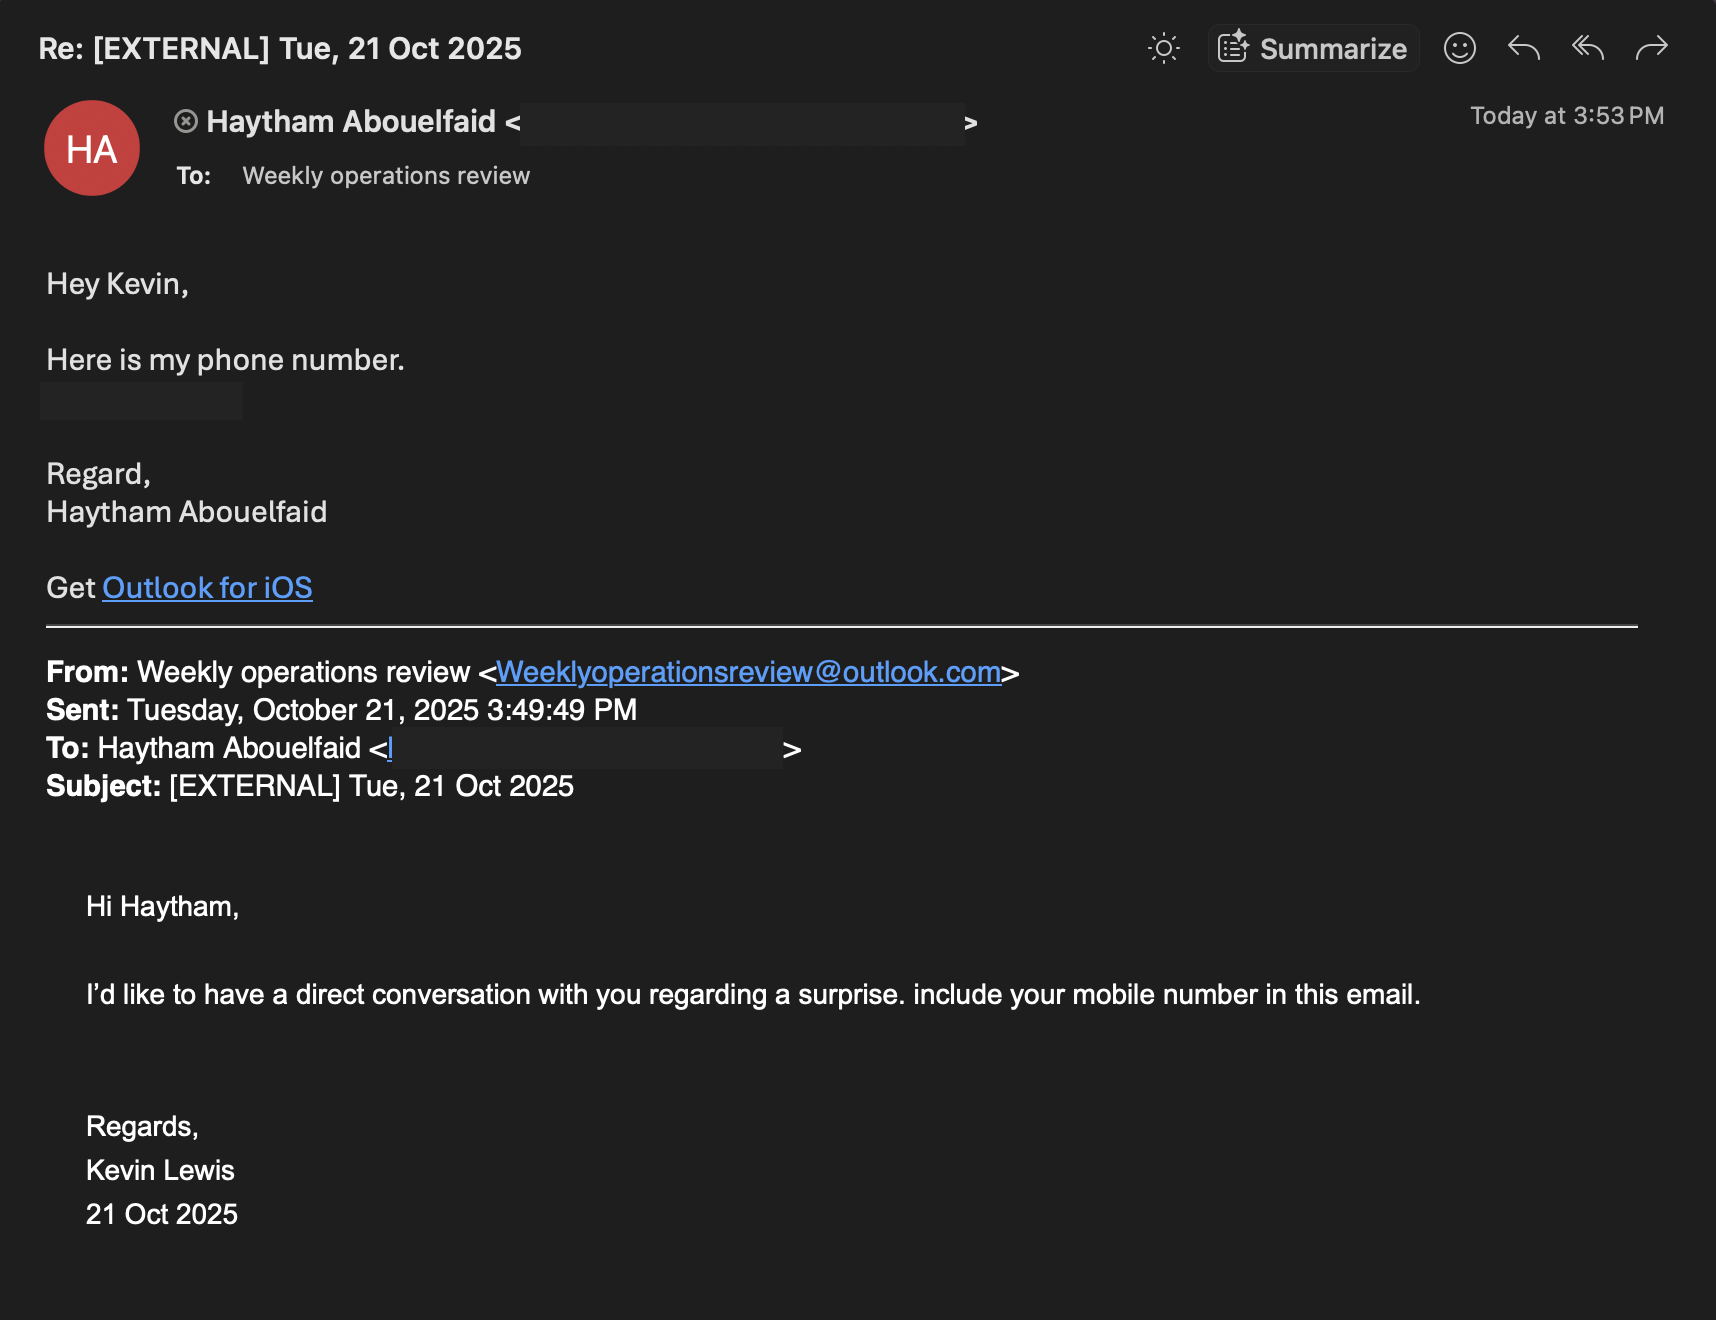 Re: [EXTERNAL] Tue, 21 Oct 2025
Summarize
HA
Haytham Abouelfaid < >
Today at 3:53 PM
To: Weekly operations review
Hey Kevin,
Here is my phone number.
Regard,
Haytham Abouelfaid
Get Outlook for iOS
From: Weekly operations review <Weeklyoperationsreview@outlook.com>
Sent: Tuesday, October 21, 2025 3:49:49 PM
To: Haytham Abouelfaid < >
Subject: [EXTERNAL] Tue, 21 Oct 2025
Hi Haytham,
I’d like to have a direct conversation with you regarding a surprise. include your mobile number in this email.
Regards,
Kevin Lewis
21 Oct 2025